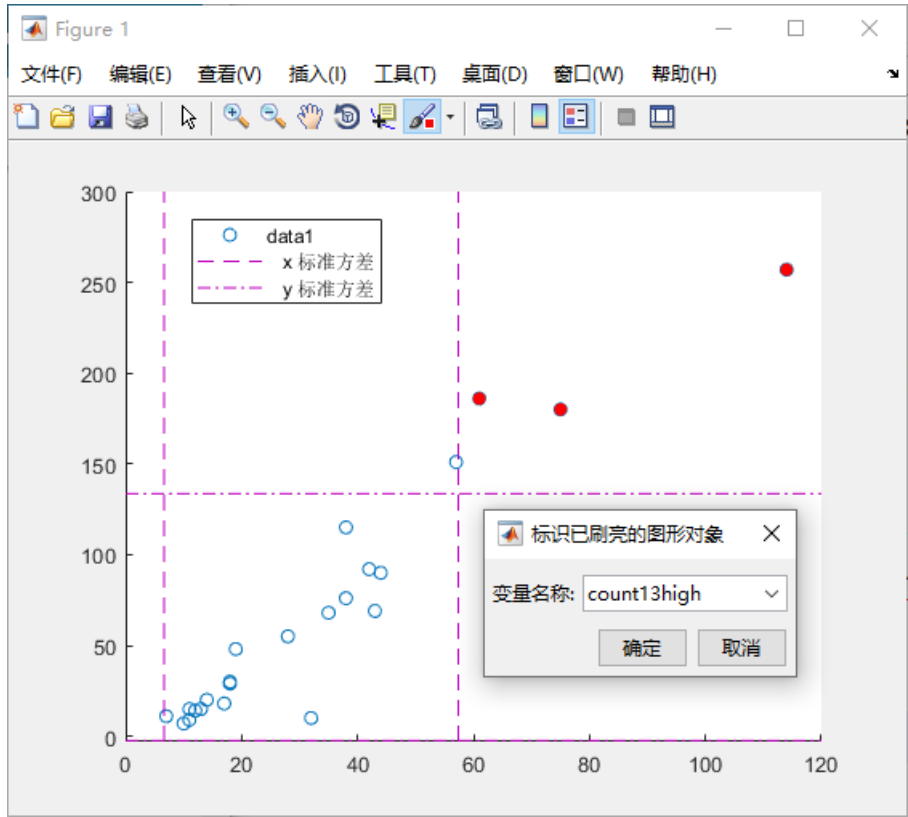 Figure 1
文件(F) 编辑(E) 查看(V) 插入(I) 工具(T) 桌面(D) 窗口(W) 帮助(H)
300
250
200
150
100
50
0
data1
x 标准方差
y 标准方差
标识已刷亮的图形对象
变量名称: count13high
确定 取消
0 20 40 60 80 100 120